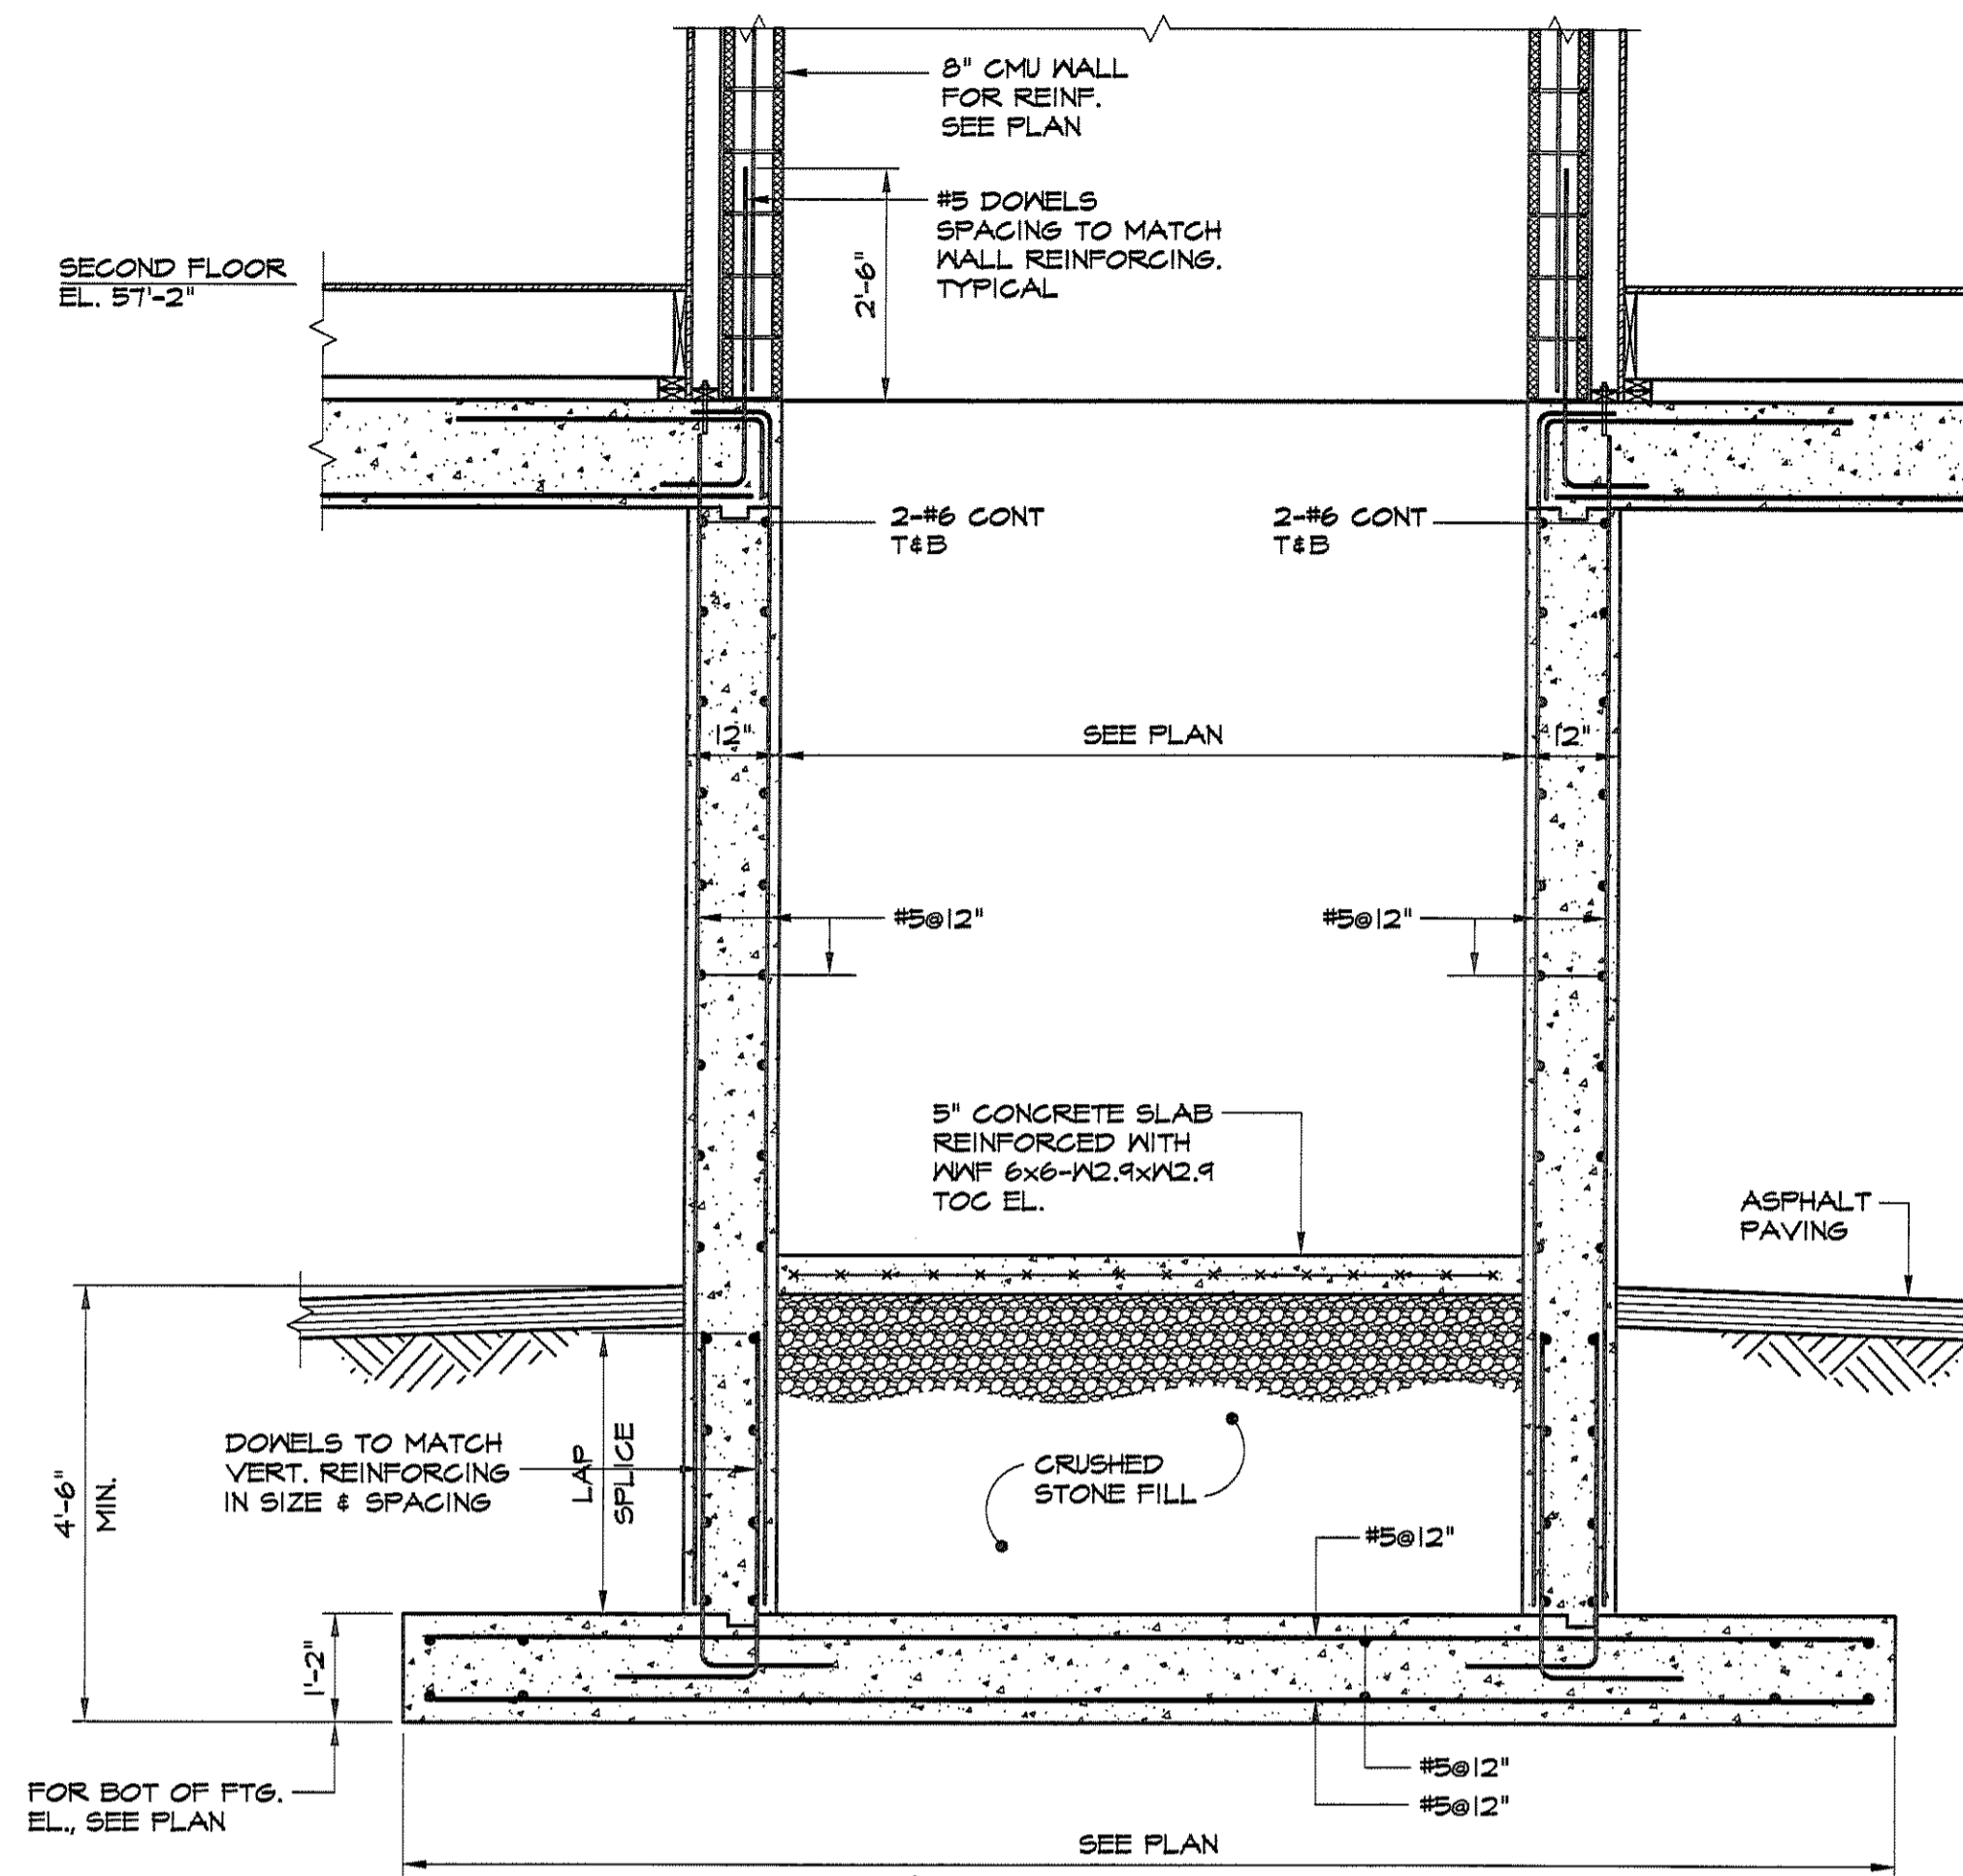 8" CMU WALL
FOR REINF.
SEE PLAN
#5 DOWELS
SPACING TO MATCH
WALL REINFORCING.
TYPICAL
2'-6"
SECOND FLOOR
EL. 57'-2"
2-#6 CONT
T&B
2-#6 CONT
T&B
12"
SEE PLAN
12"
#5@12"
#5@12"
5" CONCRETE SLAB
REINFORCED WITH
WWF 6x6-W2.9xW2.9
TOC EL.
ASPHALT
PAVING
DOWELS TO MATCH
VERT. REINFORCING
IN SIZE & SPACING
LAP
SPLICE
4'-6"
MIN.
CRUSHED
STONE FILL
#5@12"
1'-2"
#5@12"
#5@12"
FOR BOT OF FTG.
EL., SEE PLAN
SEE PLAN